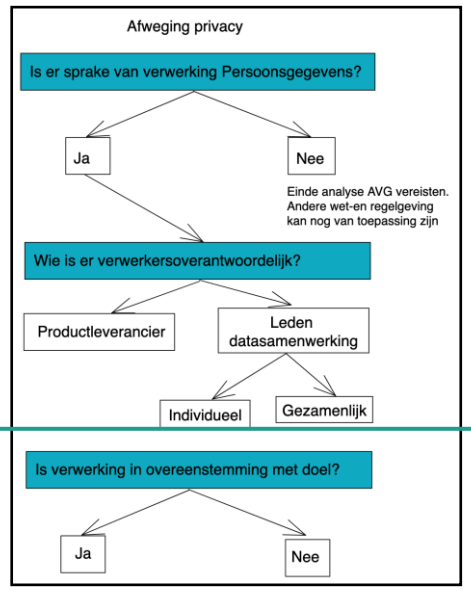 Afweging privacy
Is er sprake van verwerking Persoonsgegevens?
Ja
Nee
Einde analyse AVG vereisten.
Andere wet-en regelgeving
kan nog van toepassing zijn
Wie is er verwerkersoverantwoordelijk?
Productleverancier
Leden
datasamenwerking
Individueel
Gezamenlijk
Is verwerking in overeenstemming met doel?
Ja
Nee